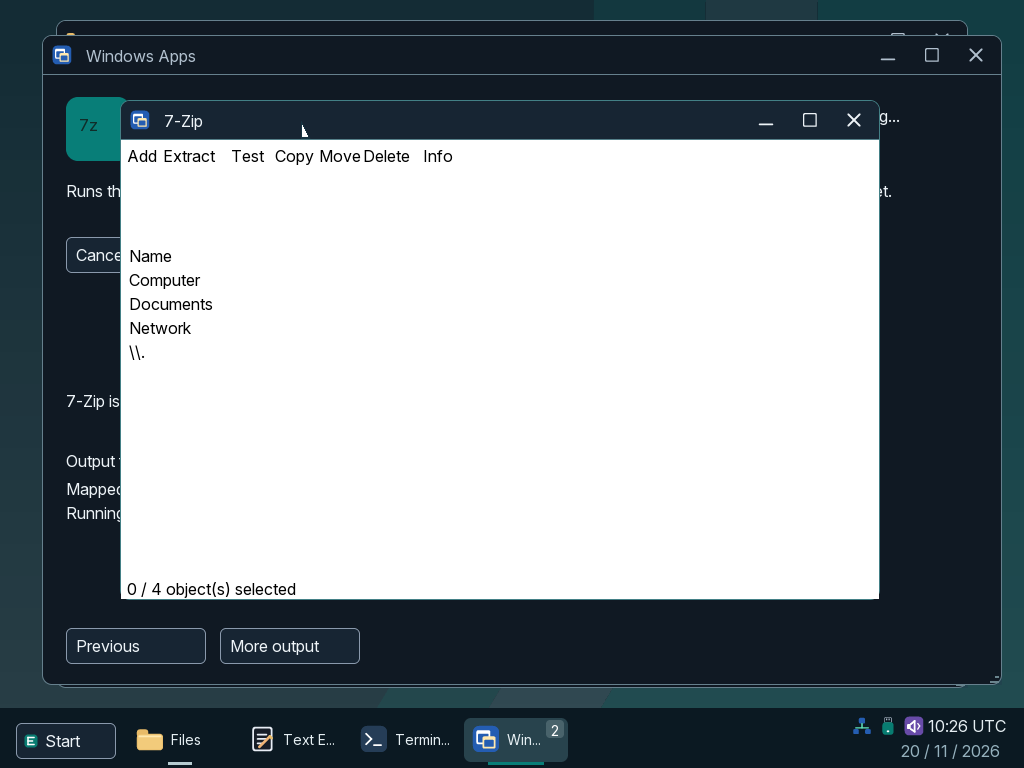 Windows Apps
7z
g...
7-Zip
Add Extract Test Copy Move Delete Info
Runs th
et.
Name
Cance
Computer
Documents
Network
\\.
7-Zip is
Output
Mapped
Running
0 / 4 object(s) selected
Previous
More output
Start
Files
Text E...
Termin...
Win...
2
10:26 UTC
20 / 11 / 2026